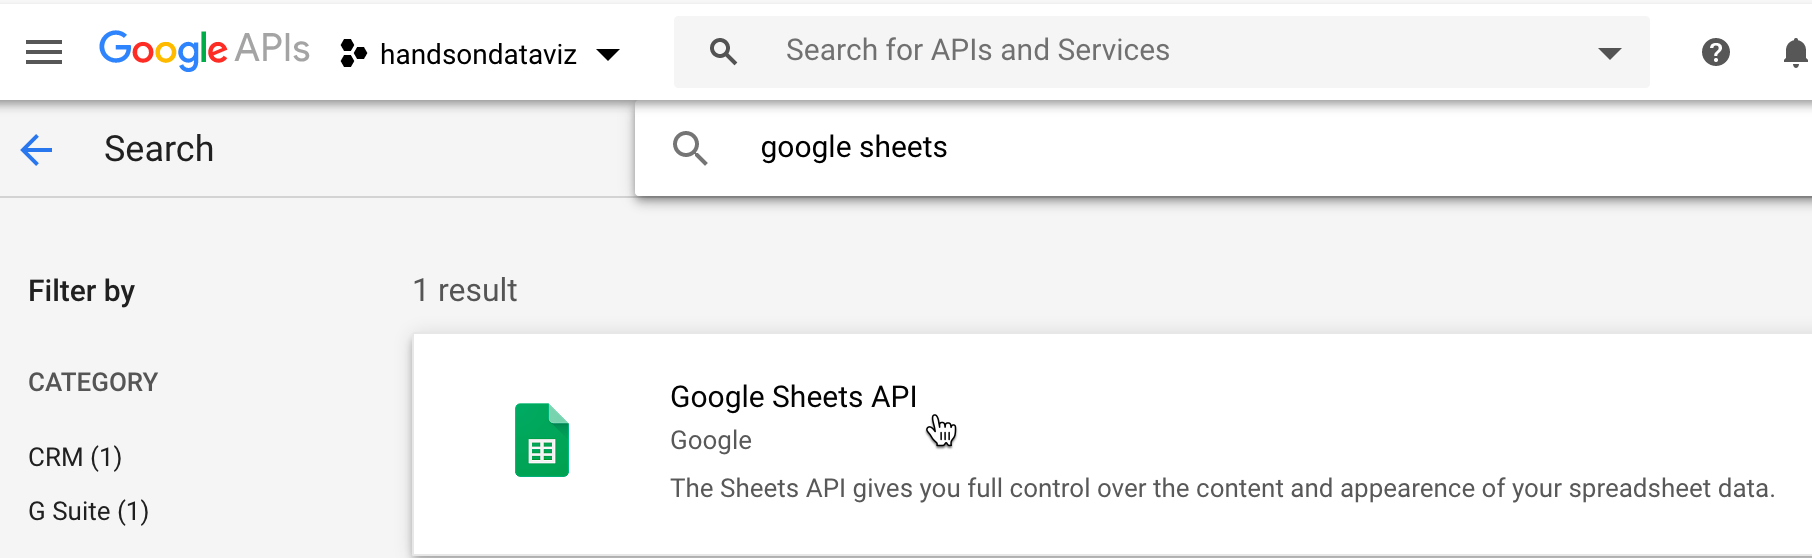 Google APIs handsondataviz Search for APIs and Services
Search google sheets
Filter by
1 result
CATEGORY
CRM (1)
G Suite (1)
Google Sheets API
Google
The Sheets API gives you full control over the content and appearence of your spreadsheet data.